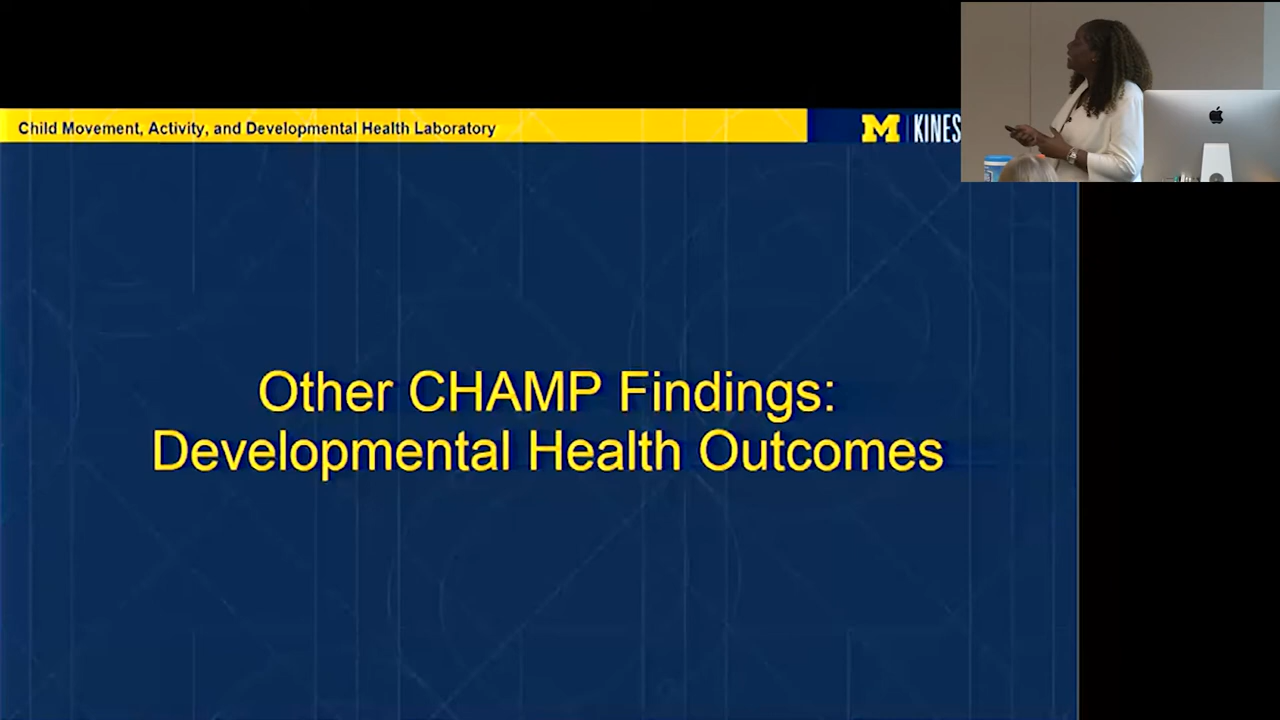 Child Movement, Activity, and Developmental Health Laboratory
M | KINES
Other CHAMP Findings:
Developmental Health Outcomes